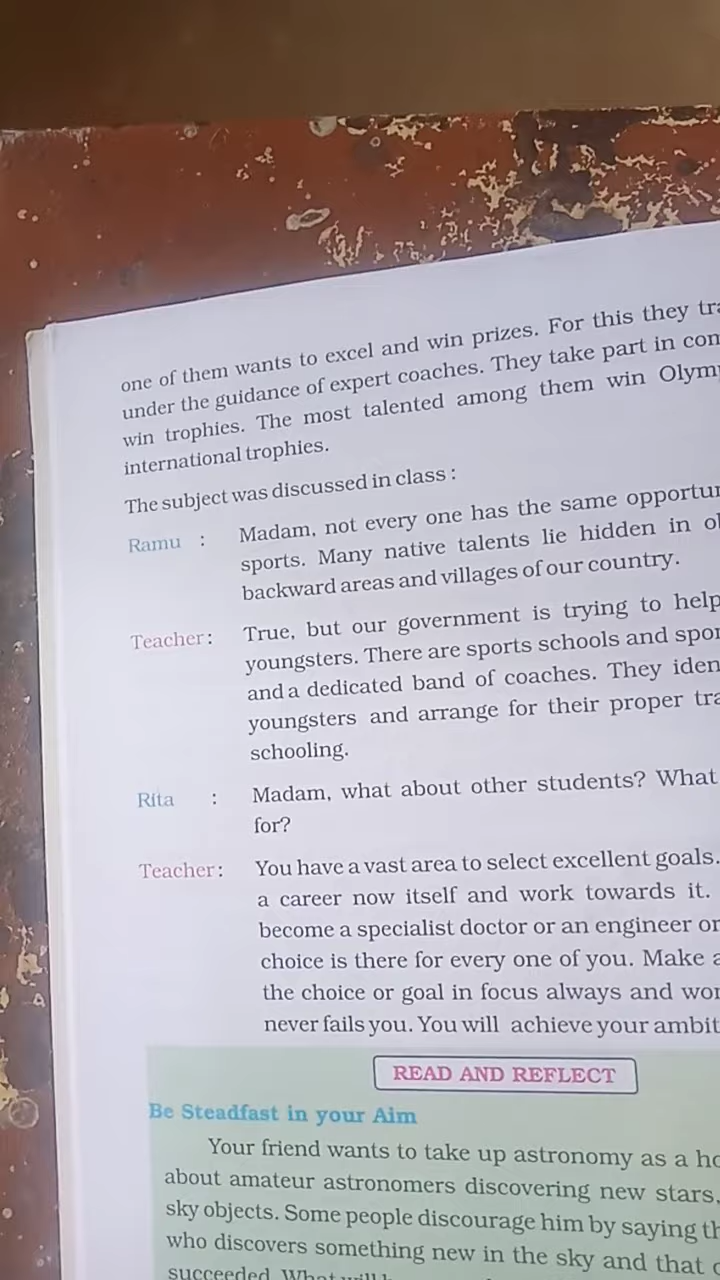 one of them wants to excel and win prizes. For this they
under the guidance of expert coaches. They take part in
win trophies. The most talented among them win
international trophies.
The subject was discussed in class :
Ramu : Madam, not every one has the same
sports. Many native talents lie hidden in
backward areas and villages of our country.
Teacher: True, but our government is trying to help
youngsters. There are sports schools and
and a dedicated band of coaches. They
youngsters and arrange for their proper
schooling.
Rita : Madam, what about other students? What
for?
Teacher: You have a vast area to select excellent goals.
a career now itself and work towards it.
become a specialist doctor or an engineer or
choice is there for every one of you. Make
the choice or goal in focus always and
never fails you. You will achieve your
READ AND REFLECT
Be Steadfast in your Aim
Your friend wants to take up astronomy as a
about amateur astronomers discovering new stars,
sky objects. Some people discourage him by saying
who discovers something new in the sky and that
succeeded. What